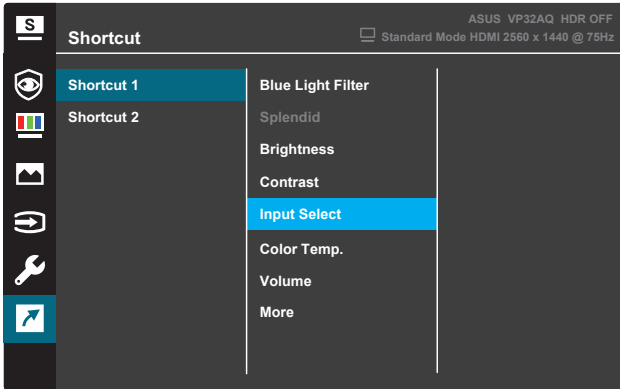 S
ASUS VP32AQ HDR OFF
Shortcut
Standard Mode HDMI 2560 x 1440 @ 75Hz
Shortcut 1
Shortcut 2
Blue Light Filter
Splendid
Brightness
Contrast
Input Select
Color Temp.
Volume
More